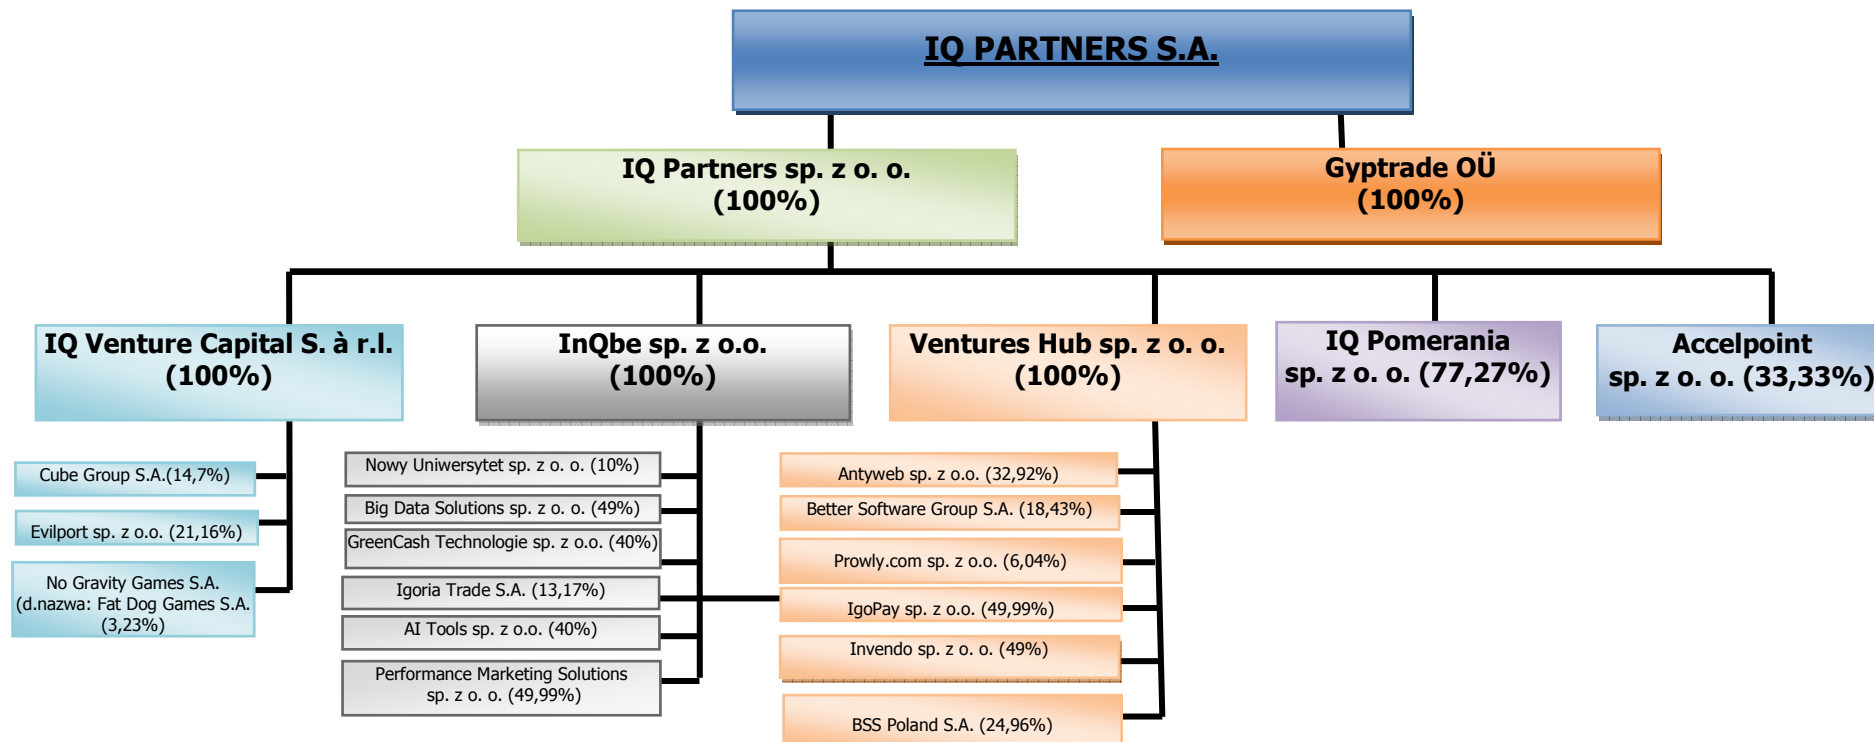 IQ PARTNERS S.A.
IQ Partners sp. z o. o.
(100%)
Gyptrade OÜ
(100%)
IQ Venture Capital S. à r.l.
(100%)
InQbe sp. z o.o.
(100%)
Ventures Hub sp. z o. o.
(100%)
IQ Pomerania
sp. z o. o. (77,27%)
Accelpoint
sp. z o. o. (33,33%)
Cube Group S.A.(14,7%)
Evilport sp. z o.o. (21,16%)
No Gravity Games S.A.
(d.nazwa: Fat Dog Games S.A.
(3,23%)
Nowy Uniwersytet sp. z o. o. (10%)
Big Data Solutions sp. z o. o. (49%)
GreenCash Technologie sp. z o.o. (40%)
Igoria Trade S.A. (13,17%)
AI Tools sp. z o.o. (40%)
Performance Marketing Solutions
sp. z o. o. (49,99%)
Antyweb sp. z o.o. (32,92%)
Better Software Group S.A. (18,43%)
Prowly.com sp. z o.o. (6,04%)
IgoPay sp. z o.o. (49,99%)
Invendo sp. z o. o. (49%)
BSS Poland S.A. (24,96%)